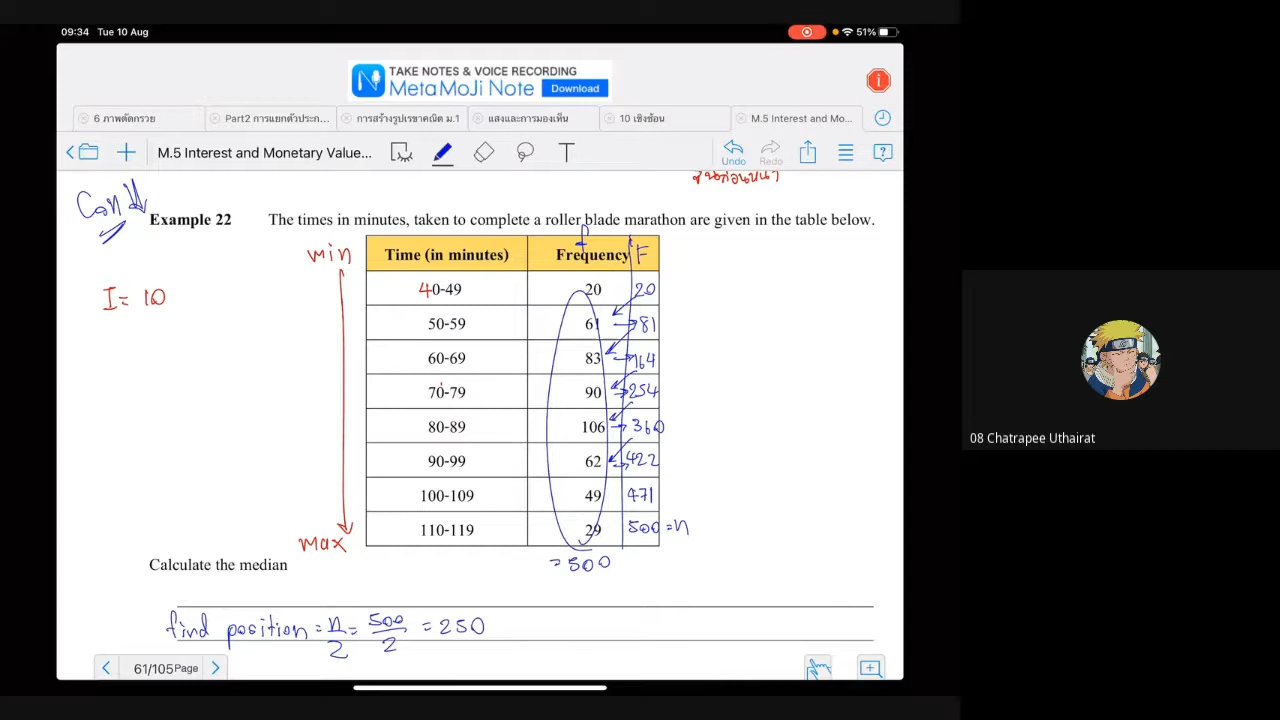 09:34 Tue 10 Aug
51%
TAKE NOTES & VOICE RECORDING
MetaMoJi Note Download
6 ภาพตัดกรวย
Part2 การแยกตัวประก...
การสร้างรูปเรขาคณิต ม.1
แสงและการมองเห็น
10 เชิงซ้อน
M.5 Interest and Mo...
M.5 Interest and Monetary Value...
T
Undo
Redo
Example 22 The times in minutes, taken to complete a roller blade marathon are given in the table below.
f
min Time (in minutes) Frequency F
I = 10 40-49 20 20
50-59 61 81
60-69 83 164
70-79 90 254
80-89 106 360
90-99 62 422
100-109 49 471
max 110-119 29 500 = n
= 500
Calculate the median
find position = n/2 = 500/2 = 250
61/105Page
08 Chatrapee Uthairat